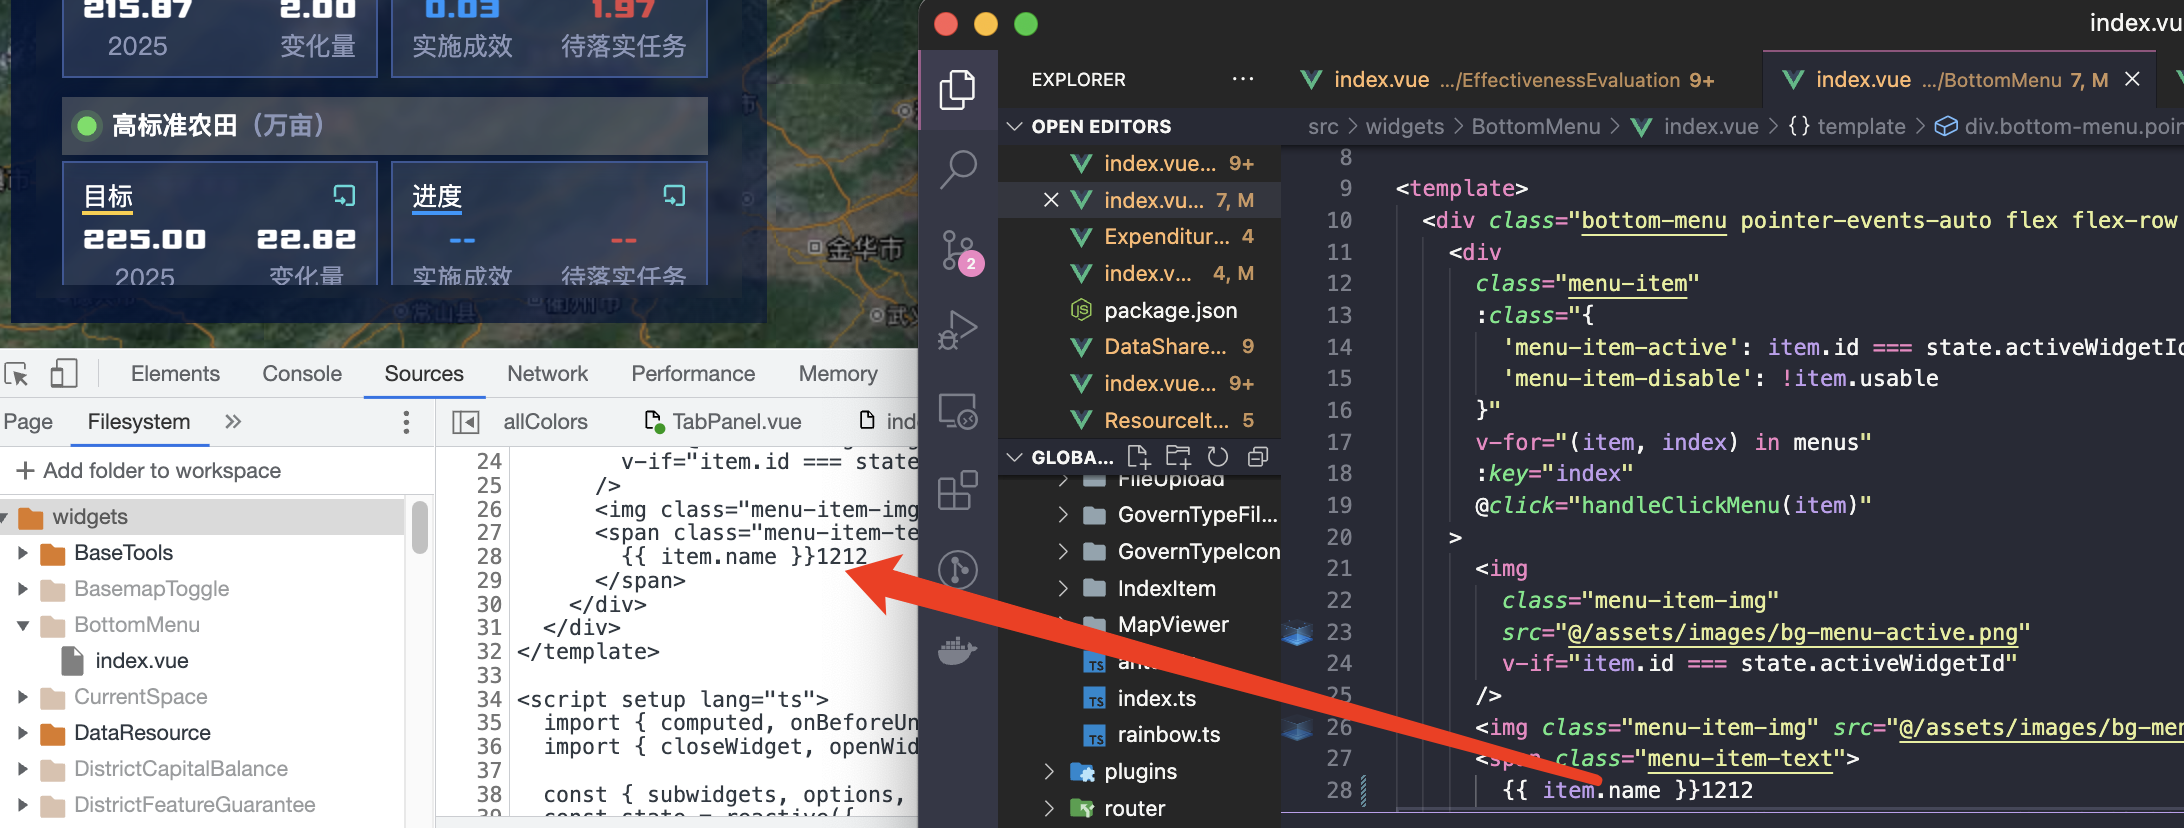 215.87
2.00
2025
变化量
0.03
1.97
实施成效
待落实任务
高标准农田（万亩）
目标
进度
225.00
22.82
--
--
2025
变化量
实施成效
待落实任务
金华市
常山县
衢州市
武义
Elements
Console
Sources
Network
Performance
Memory
Page
Filesystem
allColors
TabPanel.vue
ind
Add folder to workspace
widgets
BaseTools
BasemapToggle
BottomMenu
index.vue
CurrentSpace
DataResource
DistrictCapitalBalance
DistrictFeatureGuarantee
24 v-if="item.id === state
25 />
26 <img class="menu-item-img
27 <span class="menu-item-te
28 {{ item.name }}1212
29 </span>
30 </div>
31 </div>
32 </template>
33
34 <script setup lang="ts">
35 import { computed, onBeforeUn
36 import { closeWidget, openWid
37
38 const { subwidgets, options,
39 const state = reactive({
index.vu
EXPLORER
OPEN EDITORS
index.vue... 9+
index.vu... 7, M
Expenditur... 4
index.v... 4, M
package.json
DataShare... 9
index.vue... 9+
ResourceIt... 5
GLOBA...
FileUpload
GovernTypeFil...
GovernTypeIcon
IndexItem
MapViewer
index.ts
rainbow.ts
plugins
router
2
index.vue .../EffectivenessEvaluation 9+
index.vue .../BottomMenu 7, M
src > widgets > BottomMenu > index.vue > {} template > div.bottom-menu.poin
8
9 <template>
10 <div class="bottom-menu pointer-events-auto flex flex-row
11 <div
12 class="menu-item"
13 :class="{
14 'menu-item-active': item.id === state.activeWidgetId
15 'menu-item-disable': !item.usable
16 }"
17 v-for="(item, index) in menus"
18 :key="index"
19 @click="handleClickMenu(item)"
20 >
21 <img
22 class="menu-item-img"
23 src="@/assets/images/bg-menu-active.png"
24 v-if="item.id === state.activeWidgetId"
25 />
26 <img class="menu-item-img" src="@/assets/images/bg-men
27 <span class="menu-item-text">
28 {{ item.name }}1212